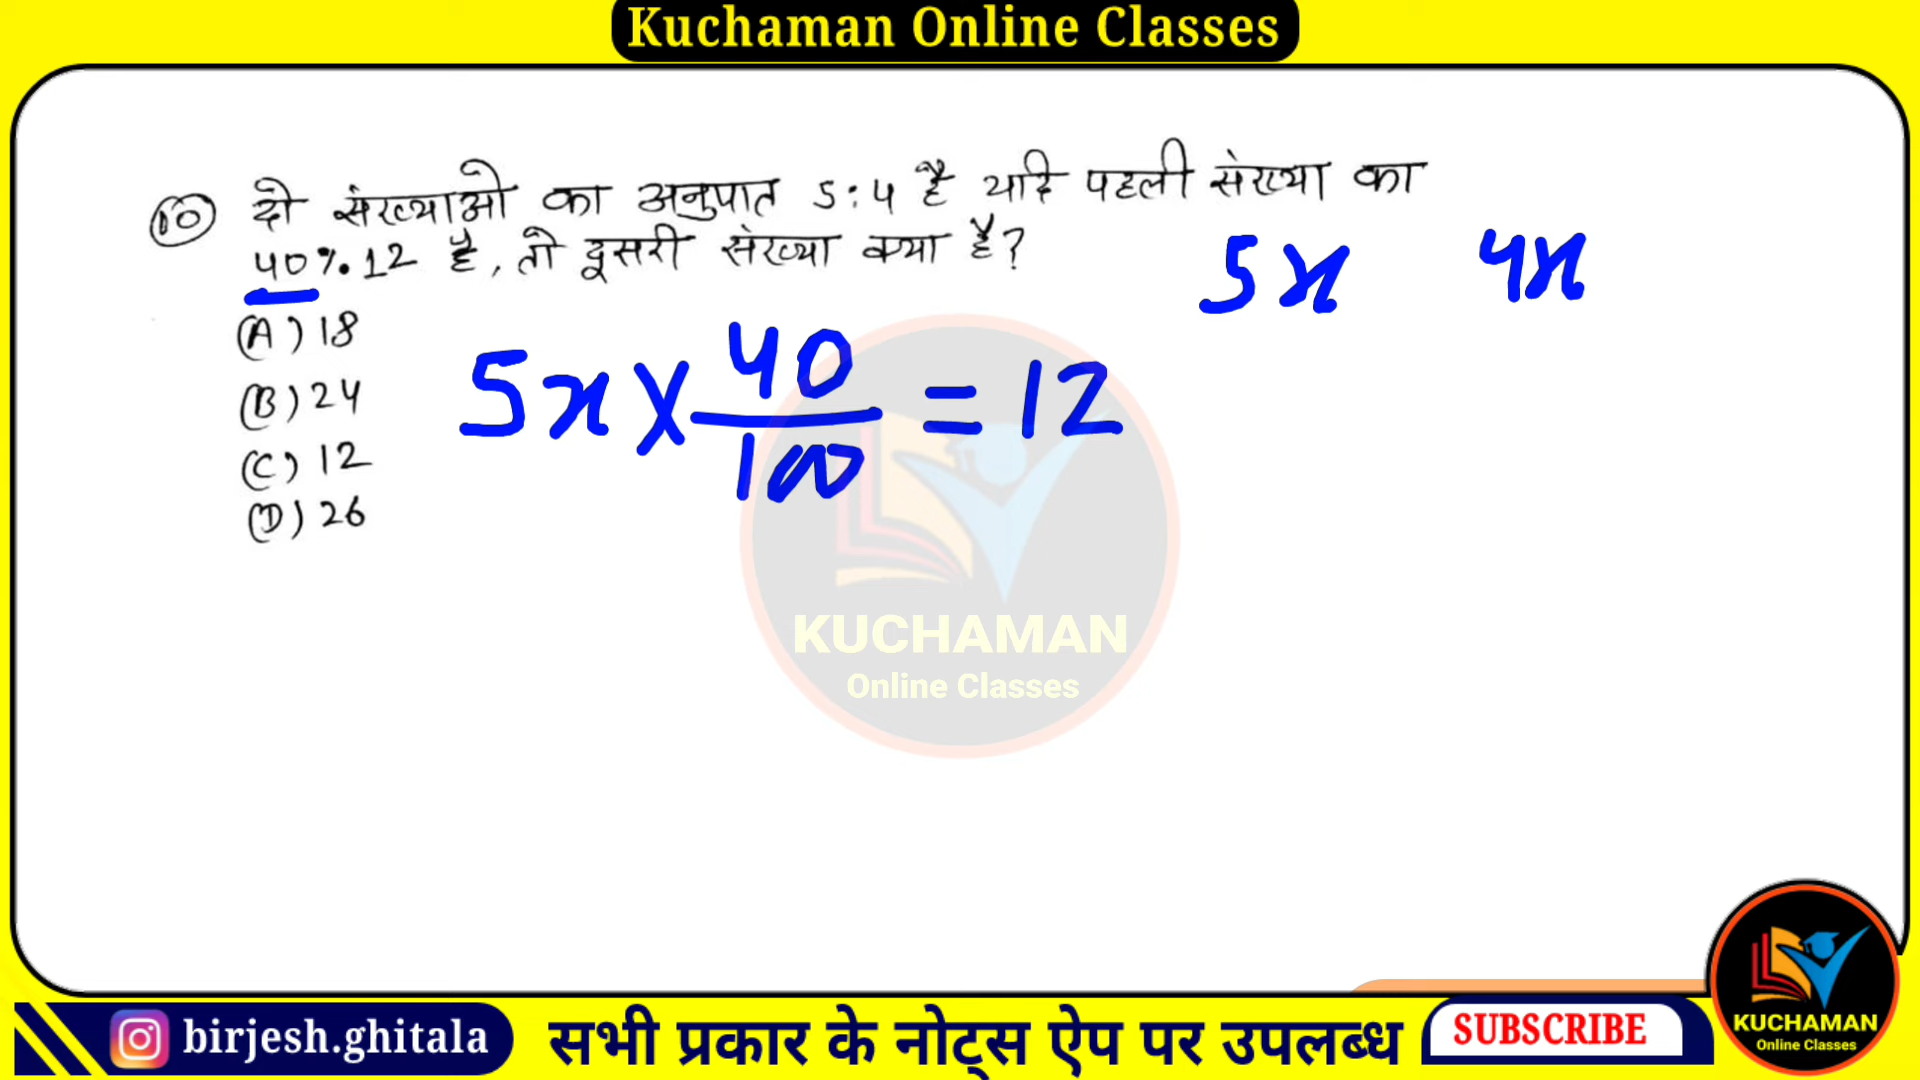 Kuchaman Online Classes
10 दो संख्याओ का अनुपात 5:4 है यदि पहली संख्या का
40%.12 है, तो दूसरी संख्या क्या है?
5x 4x
(A) 18
(B) 24
(C) 12
(D) 26
5x × 40/100 = 12
KUCHAMAN
Online Classes
birjesh.ghitala
सभी प्रकार के नोट्स ऐप पर उपलब्ध
SUBSCRIBE
KUCHAMAN
Online Classes